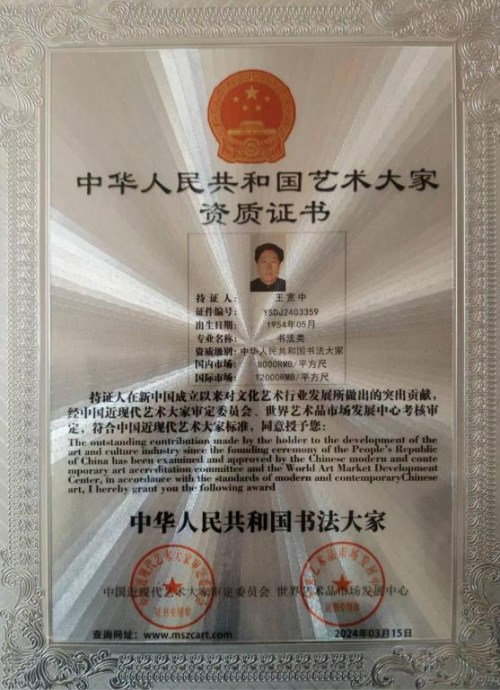 中华人民共和国艺术大家
资质证书
持 证 人: 王宽中
证件编号: YSDJ2403359
出生日期: 1954年05月
专业名称: 书法类
资质级别: 中华人民共和国书法大家
国内市场: 8000RMB/平方尺
国际市场: 12000RMB/平方尺
持证人在新中国成立以来对文化艺术行业发展所做出的突出贡献,
经中国近现代艺术大家审定委员会、世界艺术品市场发展中心考核审
定, 符合中国近现代艺术大家标准, 同意授予您:
The outstanding contribution made by the holder to the development of the
art and culture industry since the founding ceremony of the People's Republic
of China has been examined and approved by the Chinese modern and conte
mporary art accreditation committee and the World Art Market Development
Center, in accordance with the standards of modern and contemporaryChinese
art, I hereby grant you the following award
中华人民共和国书法大家
中国近现代艺术大家审定委员会 世界艺术品市场发展中心
查询网址: www.mszcart.com
2024年03月15日